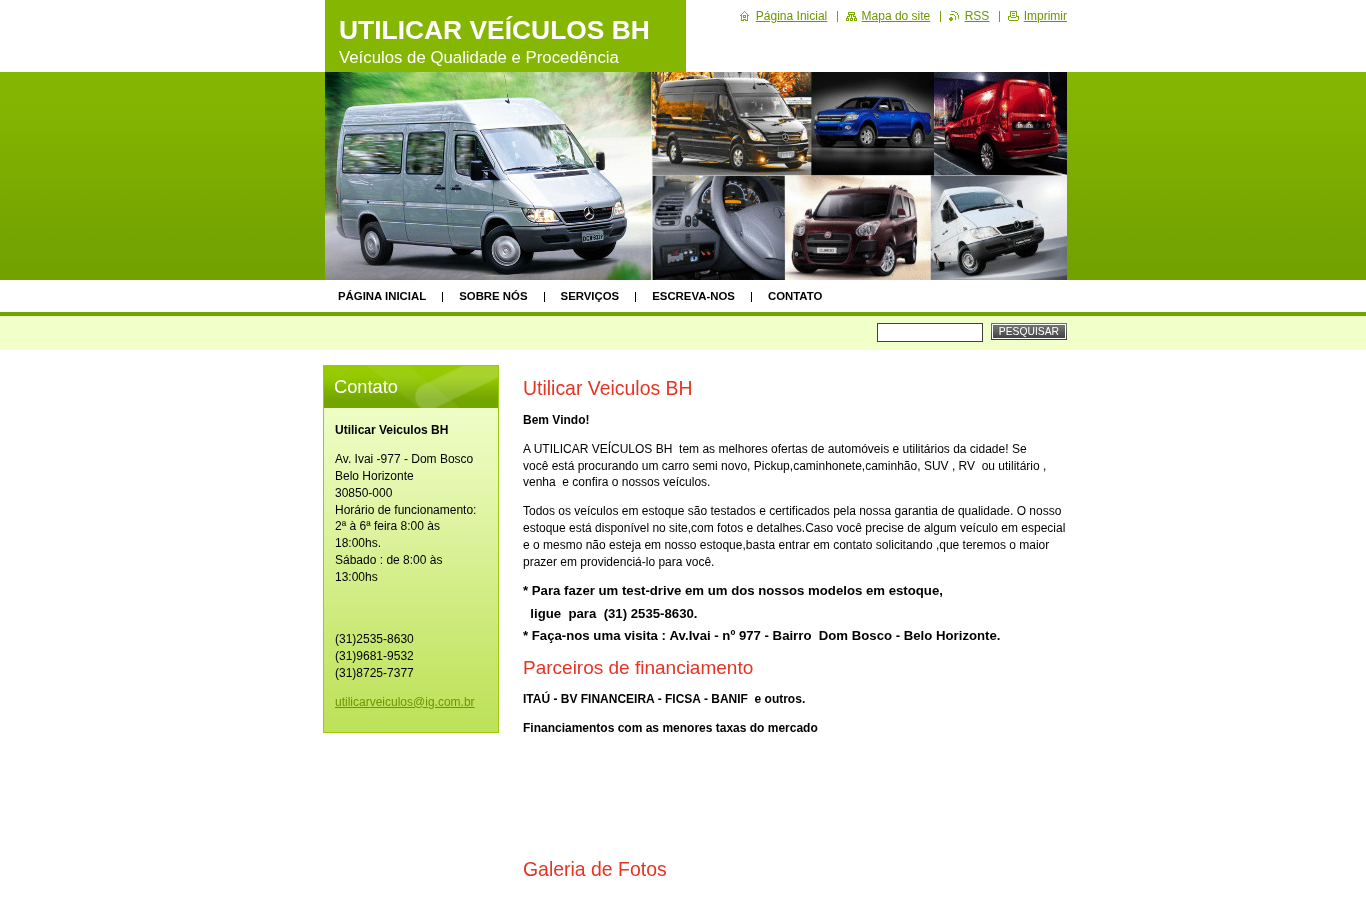 UTILICAR VEÍCULOS BH
Veículos de Qualidade e Procedência
Página Inicial
Mapa do site
RSS
Imprimir
PÁGINA INICIAL
SOBRE NÓS
SERVIÇOS
ESCREVA-NOS
CONTATO
PESQUISAR
Contato
Utilicar Veiculos BH
Av. Ivai -977 - Dom Bosco
Belo Horizonte
30850-000
Horário de funcionamento:
2ª à 6ª feira 8:00 às
18:00hs.
Sábado : de 8:00 às
13:00hs
(31)2535-8630
(31)9681-9532
(31)8725-7377
utilicarveiculos@ig.com.br
Utilicar Veiculos BH
Bem Vindo!
A UTILICAR VEÍCULOS BH  tem as melhores ofertas de automóveis e utilitários da cidade! Se
você está procurando um carro semi novo, Pickup,caminhonete,caminhão, SUV , RV  ou utilitário ,
venha  e confira o nossos veículos.
Todos os veículos em estoque são testados e certificados pela nossa garantia de qualidade. O nosso
estoque está disponível no site,com fotos e detalhes.Caso você precise de algum veículo em especial
e o mesmo não esteja em nosso estoque,basta entrar em contato solicitando ,que teremos o maior
prazer em providenciá-lo para você.
* Para fazer um test-drive em um dos nossos modelos em estoque,
ligue  para  (31) 2535-8630.
* Faça-nos uma visita : Av.Ivai - nº 977 - Bairro  Dom Bosco - Belo Horizonte.
Parceiros de financiamento
ITAÚ - BV FINANCEIRA - FICSA - BANIF  e outros.
Financiamentos com as menores taxas do mercado
Galeria de Fotos